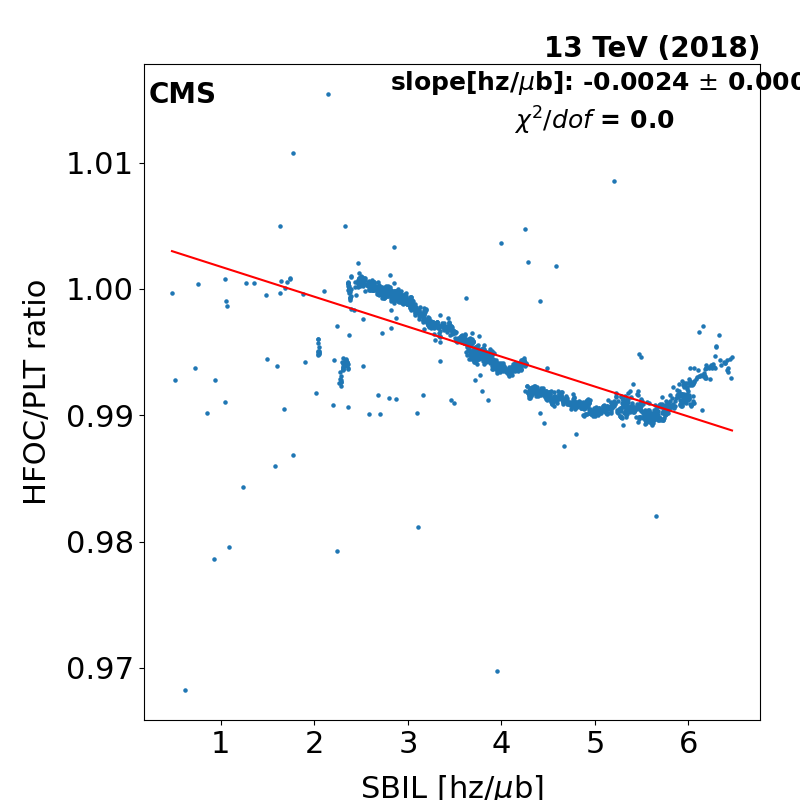 13 TeV (2018)
CMS
slope[hz/μb]: -0.0024 ± 0.000
χ²/dof = 0.0
1.01
1.00
0.99
0.98
0.97
HFOC/PLT ratio
1 2 3 4 5 6
SBIL [hz/μb]